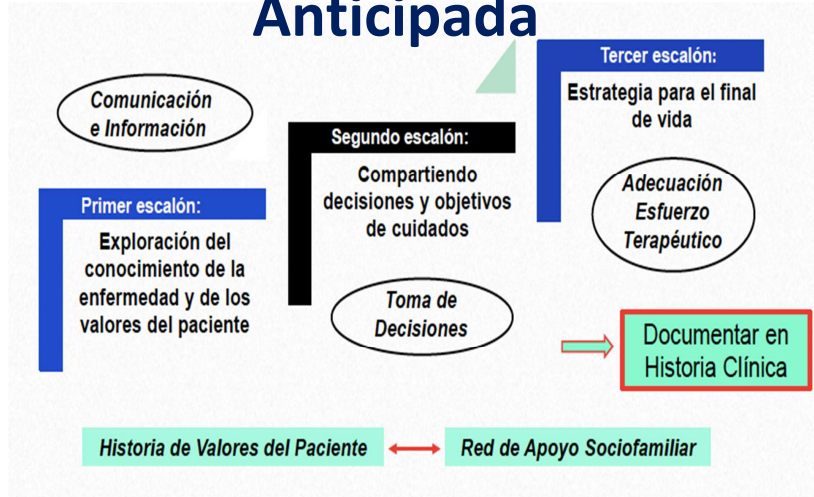 Anticipada
Comunicación
e Información
Primer escalón:
Exploración del
conocimiento de la
enfermedad y de los
valores del paciente
Segundo escalón:
Compartiendo
decisiones y objetivos
de cuidados
Toma de
Decisiones
Tercer escalón:
Estrategia para el final
de vida
Adecuación
Esfuerzo
Terapéutico
Documentar en
Historia Clínica
Historia de Valores del Paciente
Red de Apoyo Sociofamiliar